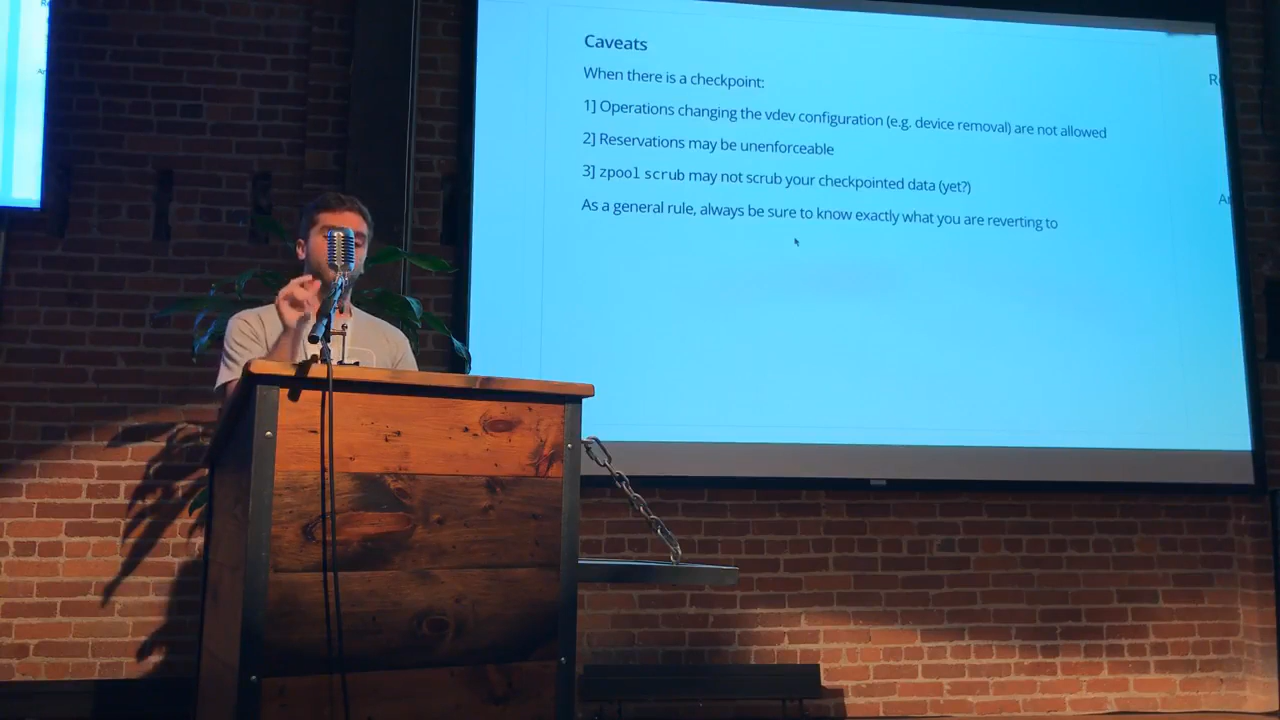 Caveats
When there is a checkpoint:
1] Operations changing the vdev configuration (e.g. device removal) are not allowed
2] Reservations may be unenforceable
3] zpool scrub may not scrub your checkpointed data (yet?)
As a general rule, always be sure to know exactly what you are reverting to